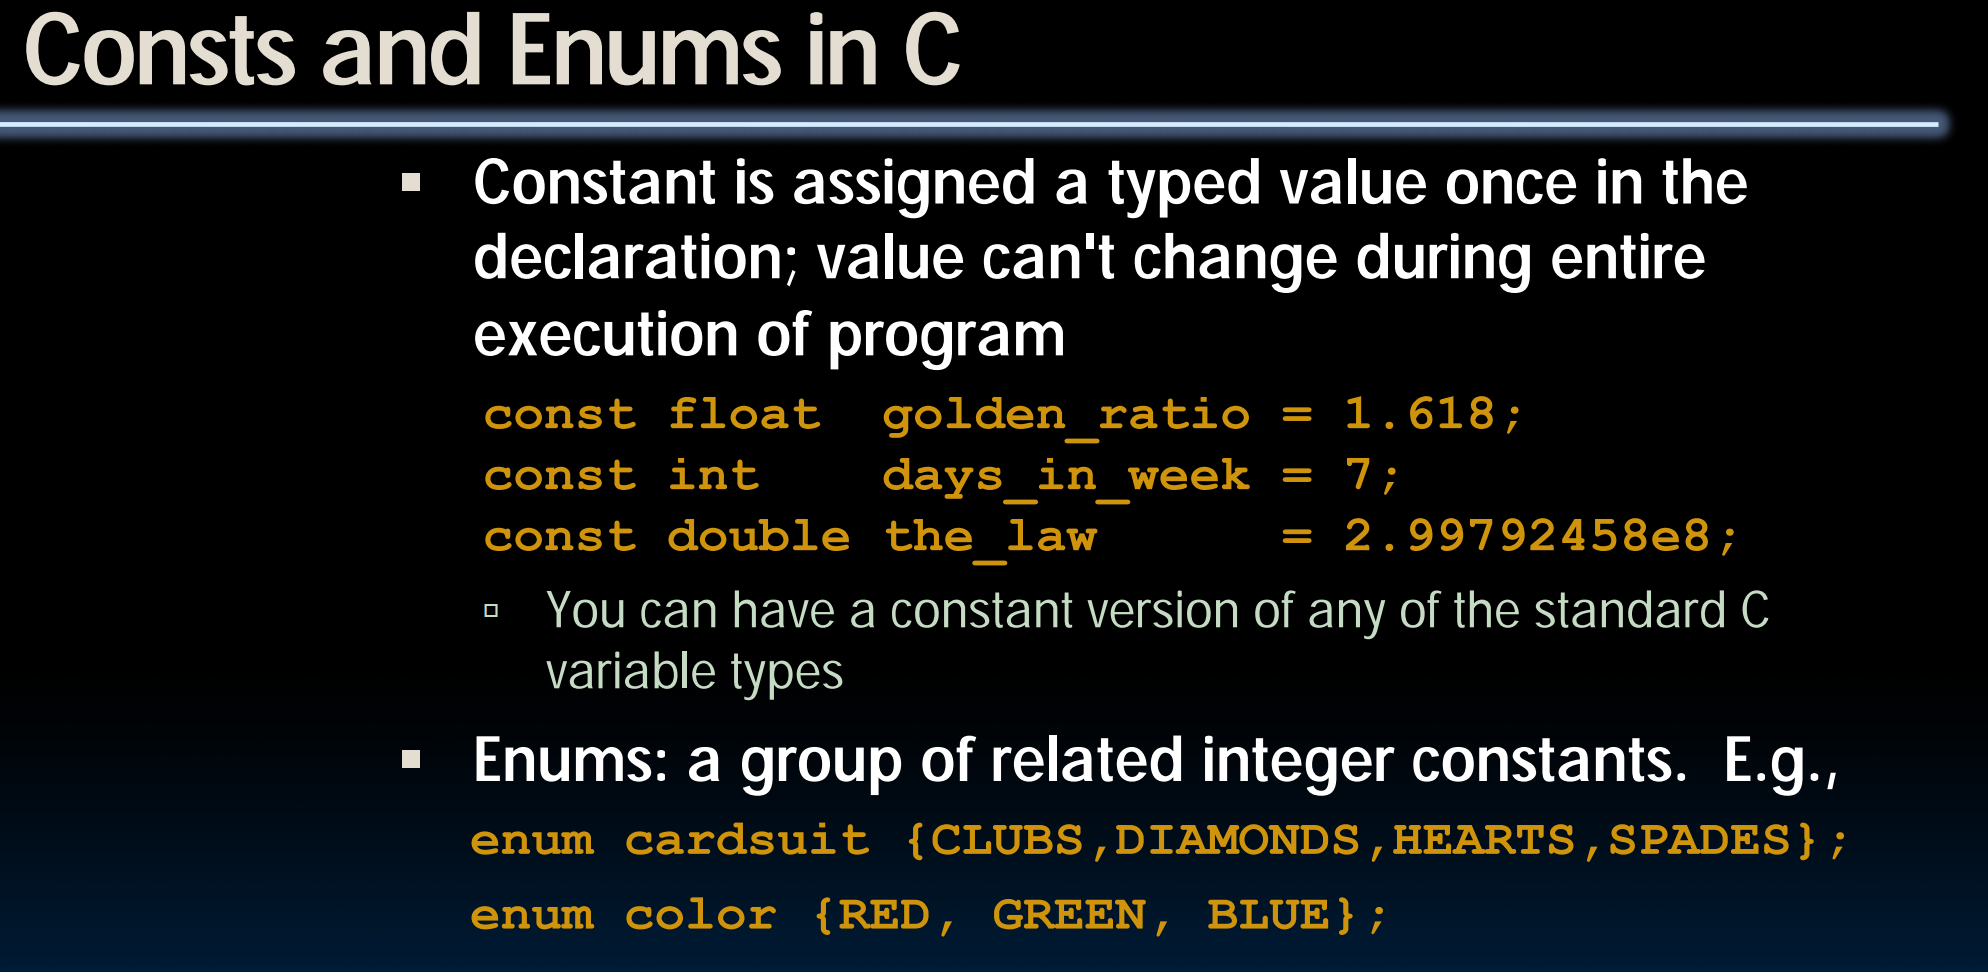 Consts and Enums in C
Constant is assigned a typed value once in the
declaration; value can't change during entire
execution of program
const float  golden_ratio = 1.618;
const int    days_in_week = 7;
const double the_law      = 2.99792458e8;
You can have a constant version of any of the standard C
variable types
Enums: a group of related integer constants.  E.g.,
enum cardsuit {CLUBS,DIAMONDS,HEARTS,SPADES};
enum color {RED, GREEN, BLUE};